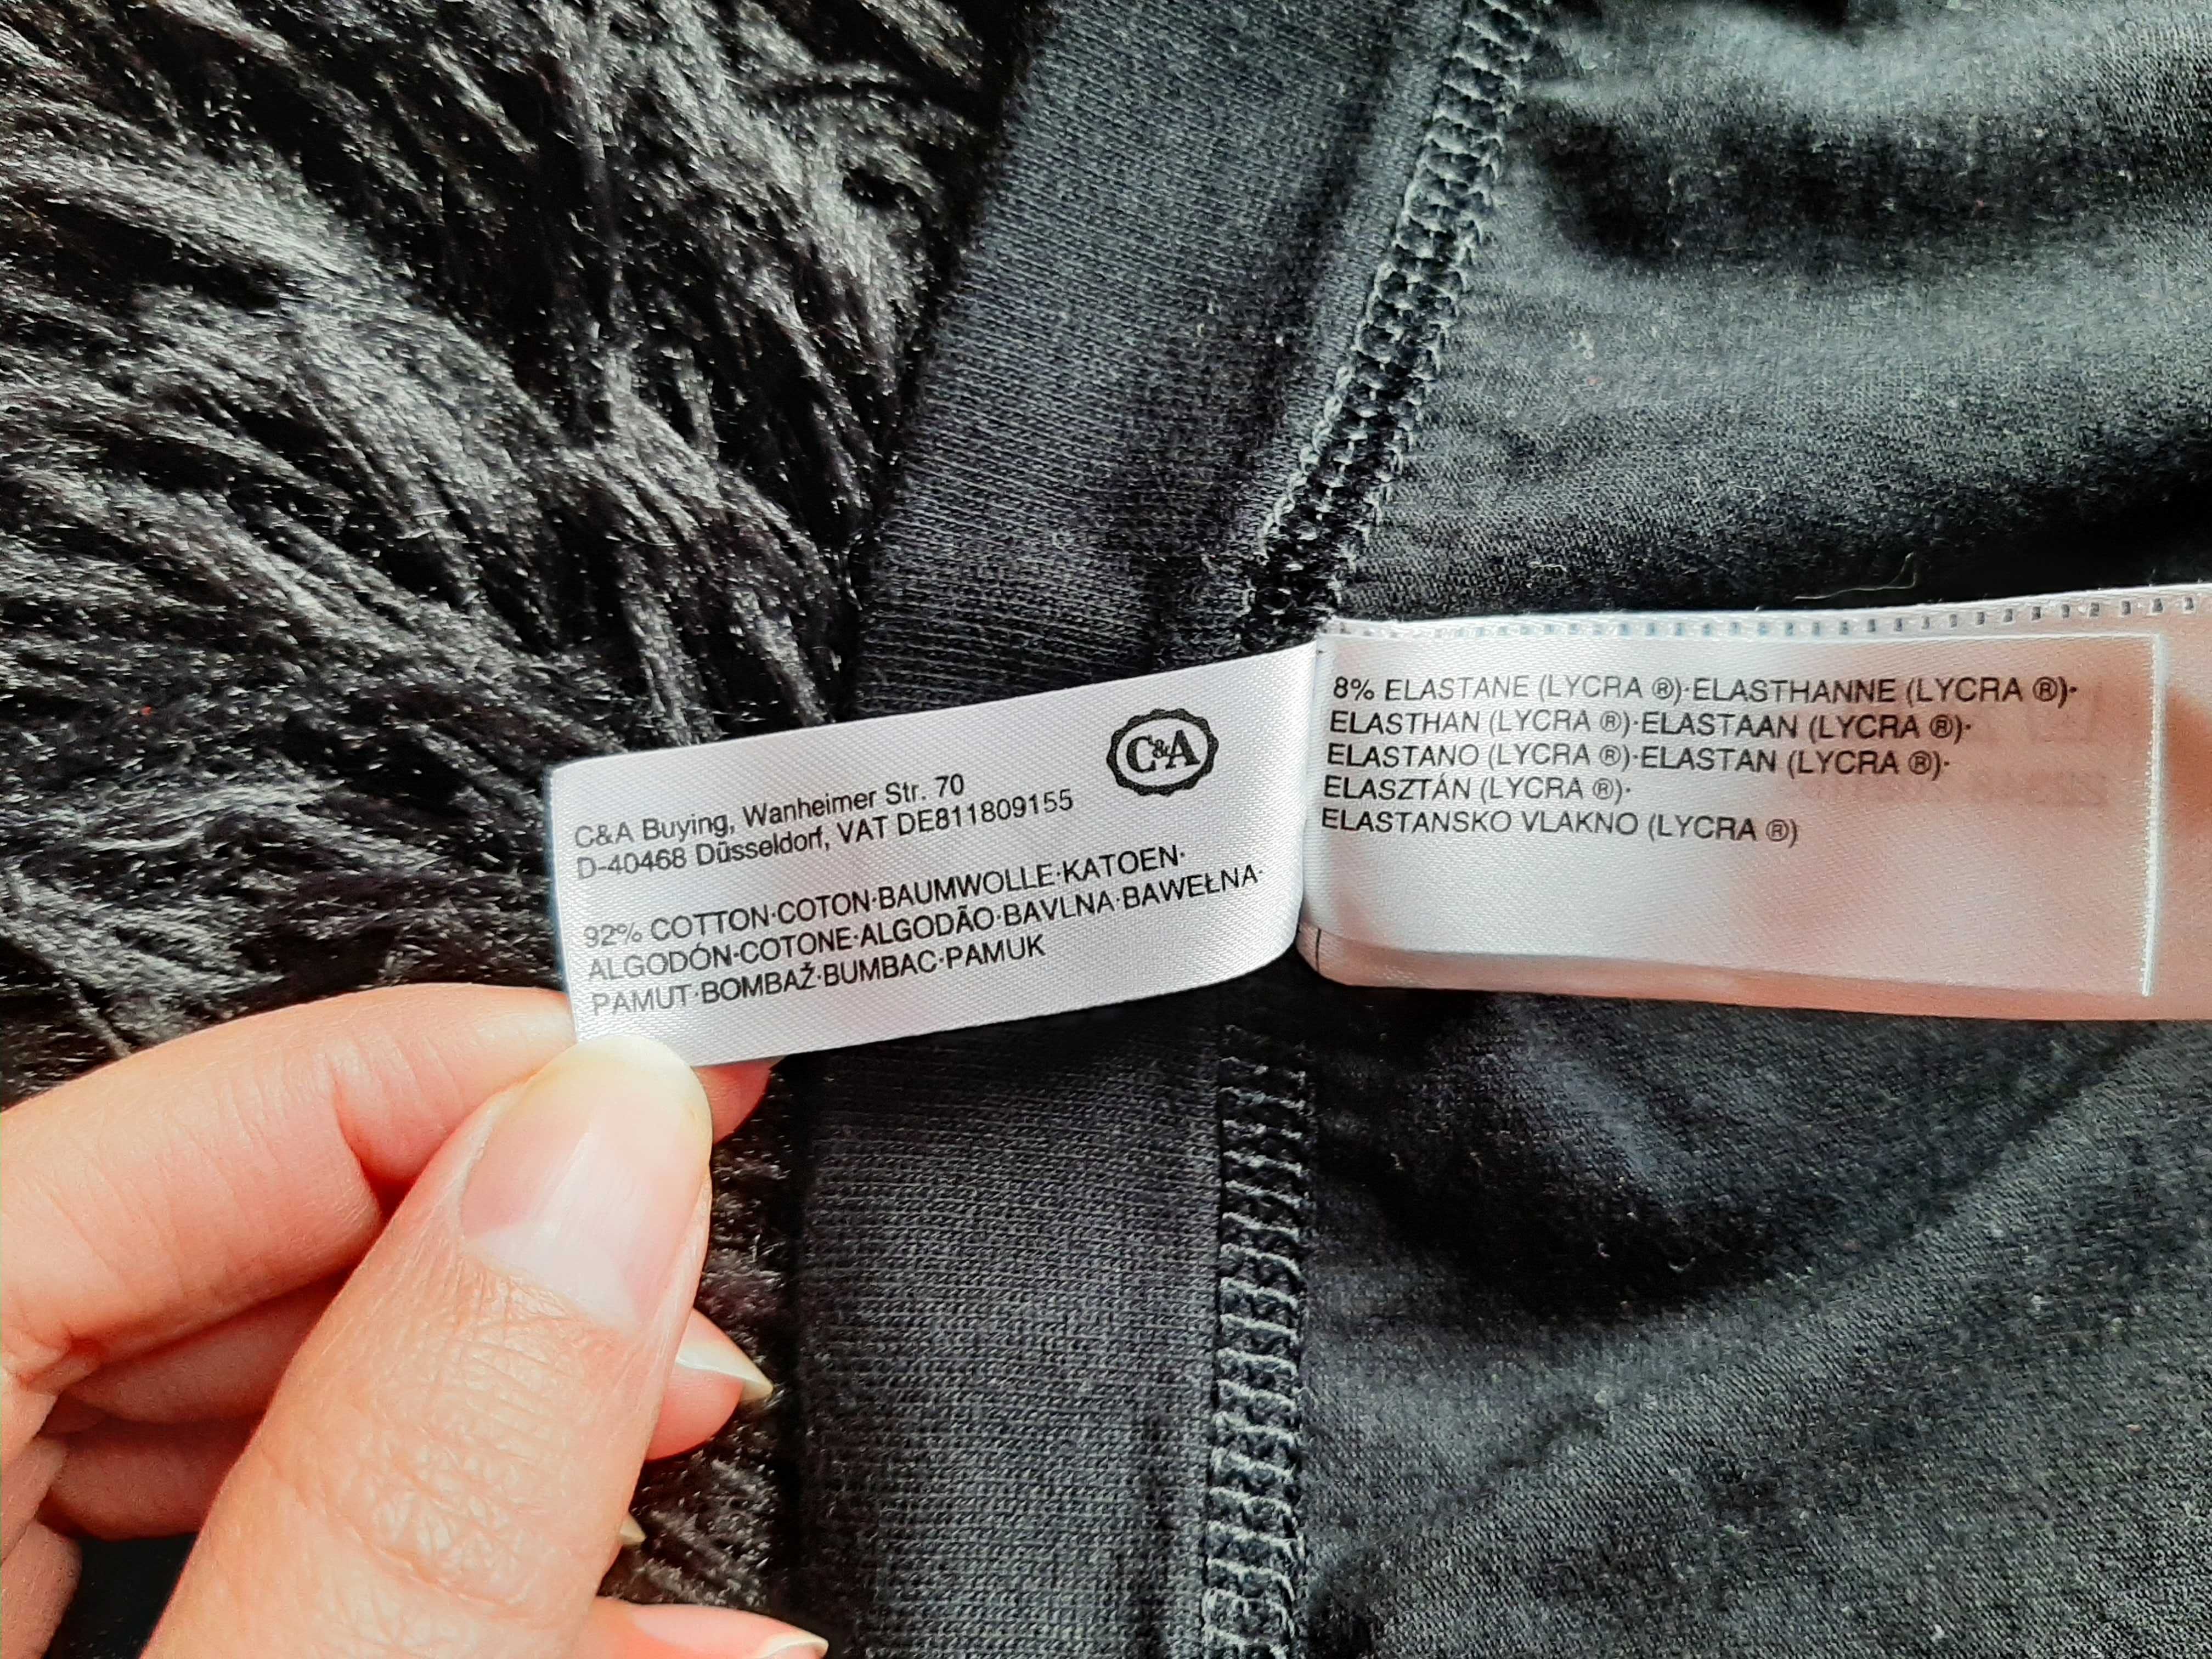 C&A
C&A Buying, Wanheimer Str. 70
D-40468 Düsseldorf, VAT DE811809155
92% COTTON·COTON·BAUMWOLLE·KATOEN·
ALGODÓN·COTONE·ALGODÃO·BAVLNA·BAWEŁNA·
PAMUT·BOMBAŽ·BUMBAC·PAMUK
8% ELASTANE (LYCRA ®)·ELASTHANNE (LYCRA ®)·
ELASTHAN (LYCRA ®)·ELASTAAN (LYCRA ®)·
ELASTANO (LYCRA ®)·ELASTAN (LYCRA ®)·
ELASZTÁN (LYCRA ®)·
ELASTANSKO VLAKNO (LYCRA ®)